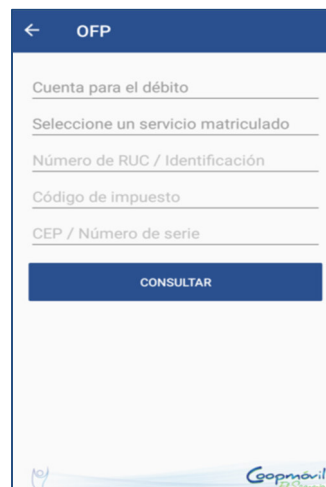 OFP
Cuenta para el débito
Seleccione un servicio matriculado
Número de RUC / Identificación
Código de impuesto
CEP / Número de serie
CONSULTAR
Coopmóvil